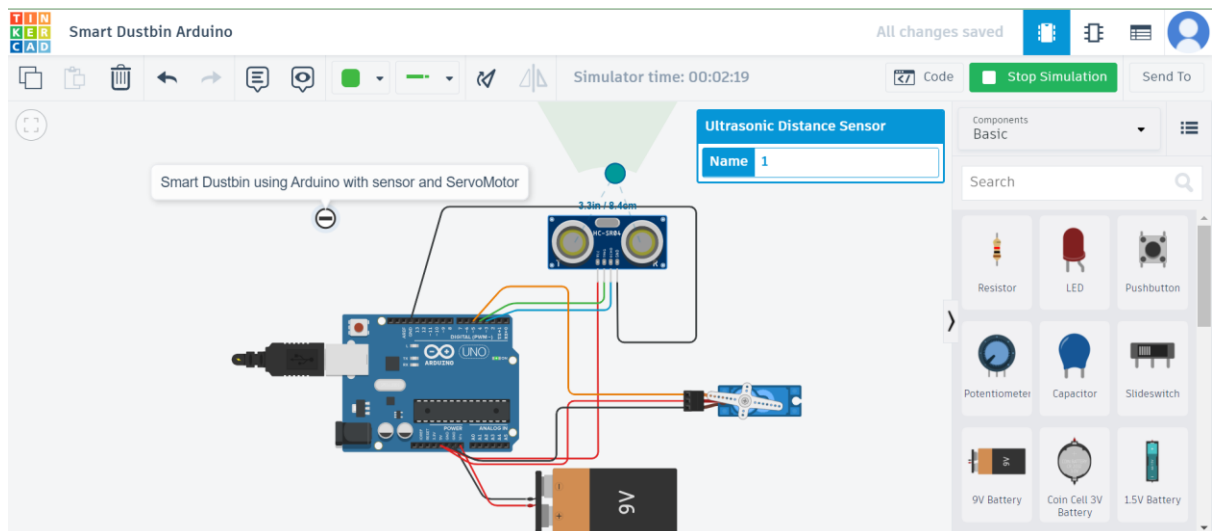 TIN
KER
CAD
Smart Dustbin Arduino
All changes saved
Simulator time: 00:02:19
Code
Stop Simulation
Send To
Ultrasonic Distance Sensor
Name 1
Components
Basic
Search
Smart Dustbin using Arduino with sensor and ServoMotor
3.3in / 8.4cm
HC-SR04
DIGITAL (PWM~)
UNO
ARDUINO
POWER
ANALOG IN
9V
Resistor
LED
Pushbutton
Potentiometer
Capacitor
Slideswitch
9V
9V Battery
Coin Cell 3V
Battery
1.5V Battery